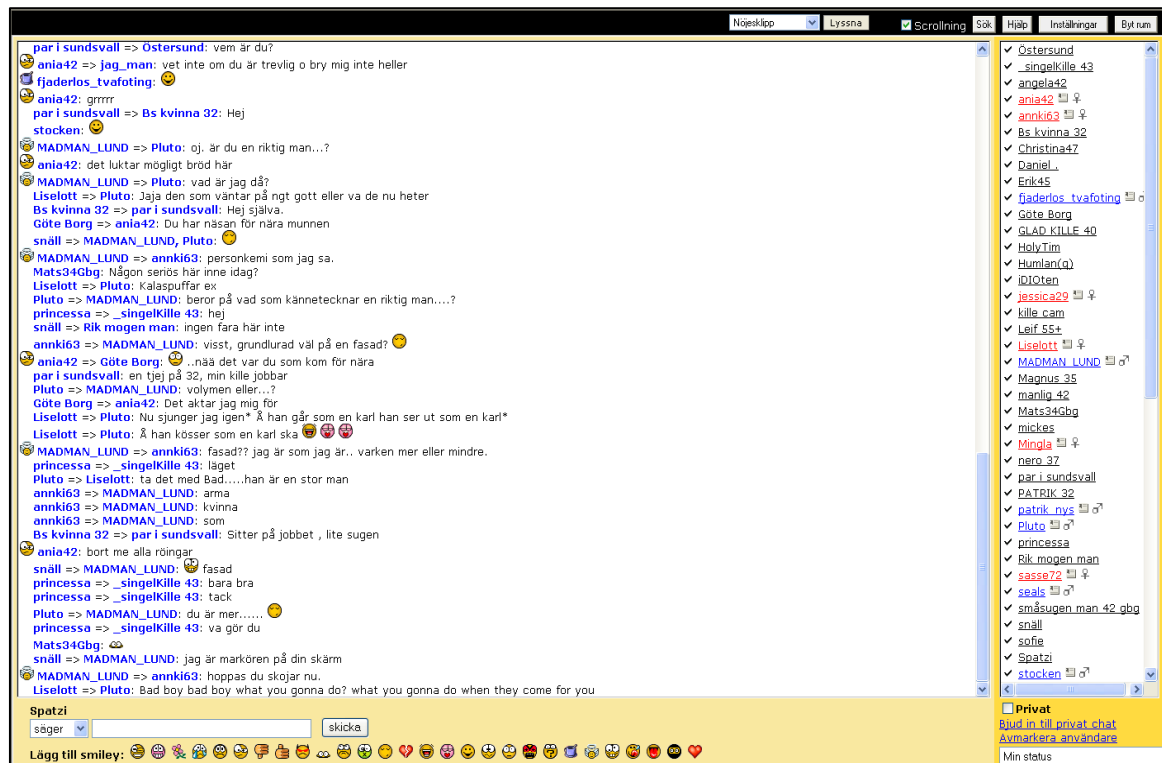 Nöjesklipp Lyssna Scrolling Sök Hjälp Inställningar Byt rum
par i sundsvall => Östersund: vem är du?
ania42 => jag_man: vet inte om du är trevlig o bry mig inte heller
fjaderlos_tvafoting:
ania42: grrrrr
par i sundsvall => Bs kvinna 32: Hej
stocken:
MADMAN_LUND => Pluto: oj. är du en riktig man...?
ania42: det luktar mögligt bröd här
MADMAN_LUND => Pluto: vad är jag då?
Liselott => Pluto: Jaja den som väntar på ngt gott eller va de nu heter
Bs kvinna 32 => par i sundsvall: Hej själva.
Göte Borg => ania42: Du har näsan för nära munnen
snäll => MADMAN_LUND, Pluto:
MADMAN_LUND => annki63: personkemi som jag sa.
Mats34Gbg: Någon seriös här inne idag?
Liselott => Pluto: Kalaspuffar ex
Pluto => MADMAN_LUND: beror på vad som kännetecknar en riktig man....?
princessa => _singelKille 43: hej
snäll => Rik mogen man: ingen fara här inte
annki63 => MADMAN_LUND: visst, grundlurad väl på en fasad?
ania42 => Göte Borg: ..nää det var du som kom för nära
par i sundsvall: en tjej på 32, min kille jobbar
Pluto => MADMAN_LUND: volymen eller...?
Göte Borg => ania42: Det aktar jag mig för
Liselott => Pluto: Nu sjunger jag igen* Å han går som en karl han ser ut som en karl*
Liselott => Pluto: Å han kösser som en karl ska
MADMAN_LUND => annki63: fasad?? jag är som jag är.. varken mer eller mindre.
princessa => _singelKille 43: läget
Pluto => Liselott: ta det med Bad.....han är en stor man
annki63 => MADMAN_LUND: arma
annki63 => MADMAN_LUND: kvinna
annki63 => MADMAN_LUND: som
Bs kvinna 32 => par i sundsvall: Sitter på jobbet , lite sugen
ania42: bort me alla röingar
snäll => MADMAN_LUND: fasad
princessa => _singelKille 43: bara bra
princessa => _singelKille 43: tack
Pluto => MADMAN_LUND: du är mer......
princessa => _singelKille 43: va gör du
Mats34Gbg:
snäll => MADMAN_LUND: jag är markören på din skärm
MADMAN_LUND => annki63: hoppas du skojar nu.
Liselott => Pluto: Bad boy bad boy what you gonna do? what you gonna do when they come for you
Spatzi
säger skicka
Lägg till smiley:
Östersund
_singelKille 43
angela42
ania42
annki63
Bs kvinna 32
Christina47
Daniel .
Erik45
fjaderlos_tvafoting
Göte Borg
GLAD KILLE 40
HolyTim
Humlan(q)
iDIOten
jessica29
kille cam
Leif 55+
Liselott
MADMAN_LUND
Magnus 35
manlig 42
Mats34Gbg
mickes
Mingla
nero 37
par i sundsvall
PATRIK 32
patrik_nys
Pluto
princessa
Rik mogen man
sasse72
seals
småsugen man 42 gbg
snäll
sofie
Spatzi
stocken
Privat
Bjud in till privat chat
Avmarkera användare
Min status